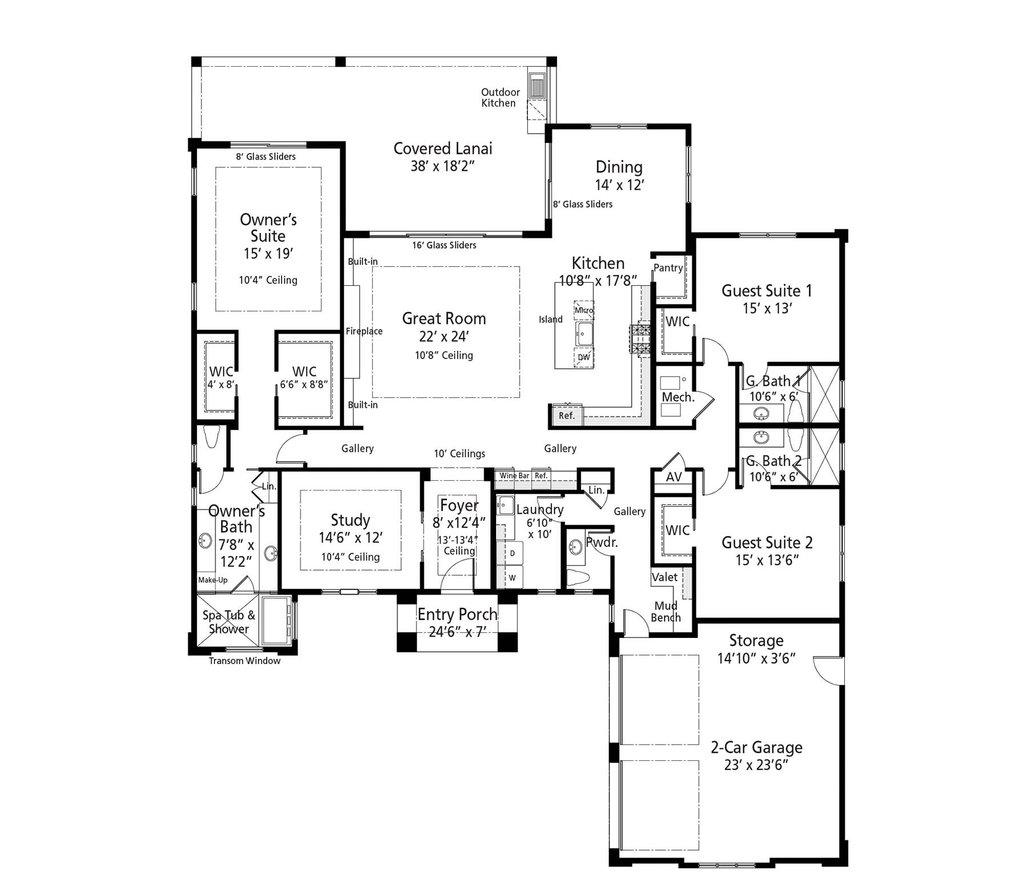 Outdoor
Kitchen
Covered Lanai
38’ x 18’2”
8’ Glass Sliders
Dining
14’ x 12’
8’ Glass Sliders
Owner’s
Suite
15’ x 19’
10’4” Ceiling
16’ Glass Sliders
Built-in
Kitchen
10’8” x 17’8”
Pantry
Guest Suite 1
15’ x 13’
Great Room
22’ x 24’
10’8” Ceiling
Fireplace
Island
Micro
DW
WIC
WIC
4’ x 8’
WIC
6’6” x 8’8”
Built-in
Ref.
Mech.
G. Bath 1
10’6” x 6’
Gallery
10’ Ceilings
Gallery
G. Bath 2
10’6” x 6’
AV
Wine Bar
Ref.
Lin.
Lin.
Owner’s
Bath
7’8” x
12’2”
Make-Up
Study
14’6” x 12’
10’4” Ceiling
Foyer
8’ x12’4”
13’-13’4”
Ceiling
Laundry
6’10”
x 10’
D
W
Gallery
Pwdr.
WIC
Guest Suite 2
15’ x 13’6”
Valet
Mud
Bench
Spa Tub &
Shower
Transom Window
Entry Porch
24’6” x 7’
Storage
14’10” x 3’6”
2-Car Garage
23’ x 23’6”